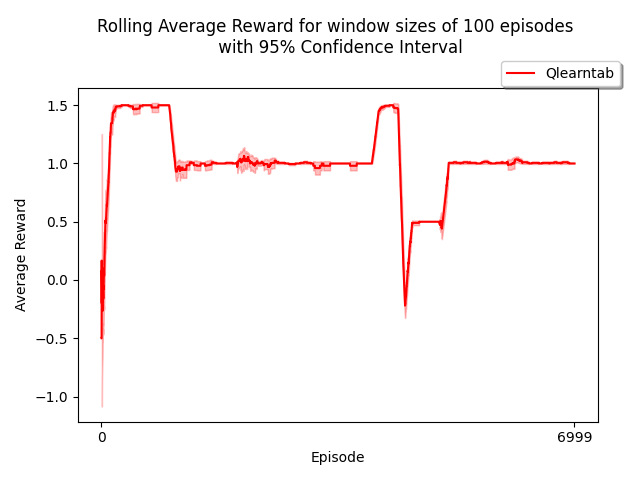 Rolling Average Reward for window sizes of 100 episodes
with 95% Confidence Interval
Qlearntab
1.5
1.0
0.5
0.0
−0.5
−1.0
Average Reward
0
6999
Episode